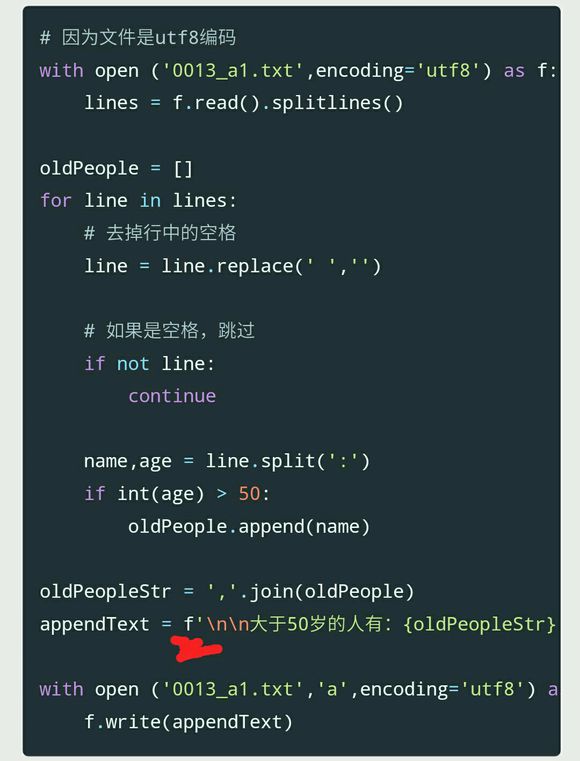 # 因为文件是utf8编码
with open ('0013_a1.txt',encoding='utf8') as f:
    lines = f.read().splitlines()
oldPeople = []
for line in lines:
    # 去掉行中的空格
    line = line.replace(' ','')
    # 如果是空格，跳过
    if not line:
        continue
    name,age = line.split(':')
    if int(age) > 50:
        oldPeople.append(name)
oldPeopleStr = ','.join(oldPeople)
appendText = f'\n\n大于50岁的人有：{oldPeopleStr}
with open ('0013_a1.txt','a',encoding='utf8') a
    f.write(appendText)